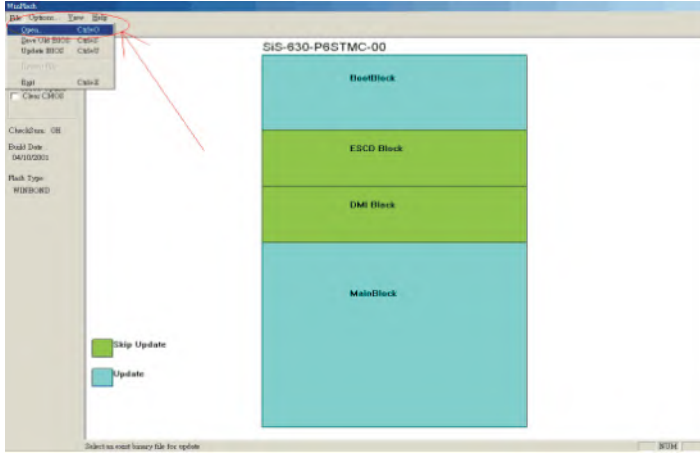 WinFlash
File Options View Help
Open... Ctrl+O
Save Old BIOS Ctrl+S
Update BIOS Ctrl+U
Exit Ctrl+X
Clear CMOS
SiS-630-P6STMC-00
BootBlock
CheckSum: 0H
Build Date
04/10/2001
ESCD Block
Flash Type
WINBOND
DMI Block
MainBlock
Skip Update
Update
Select an exist binary file for update
NUM